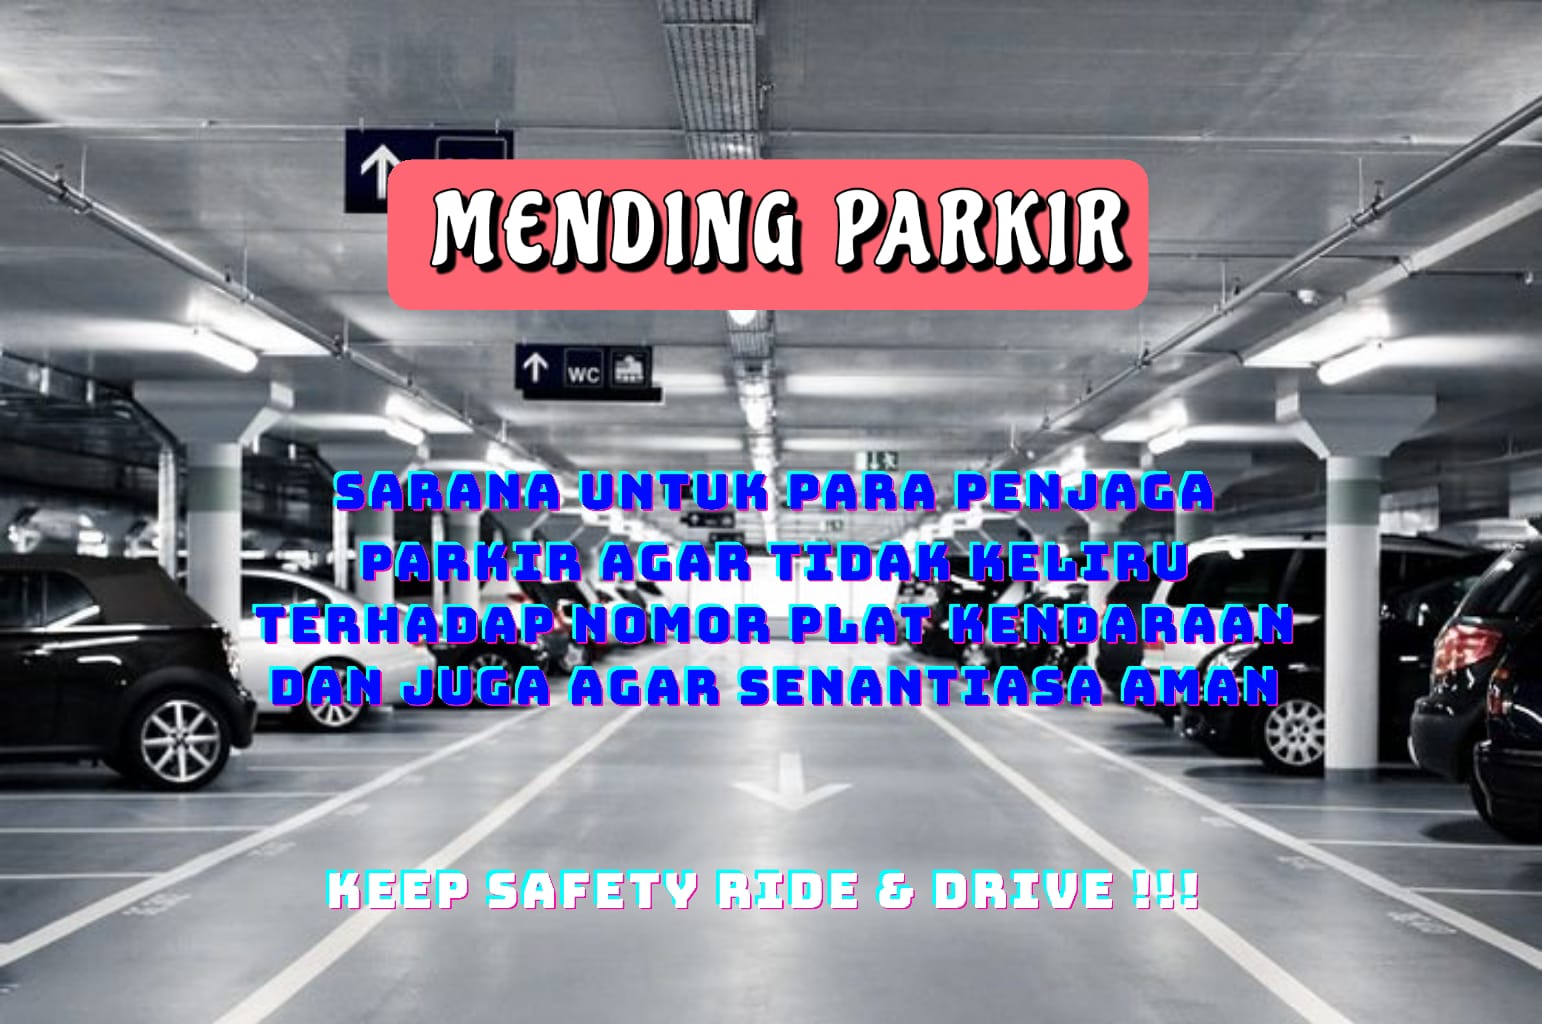 MENDING PARKIR
WC
SARANA UNTUK PARA PENJAGA
PARKIR AGAR TIDAK KELIRU
TERHADAP NOMOR PLAT KENDARAAN
DAN JUGA AGAR SENANTIASA AMAN
KEEP SAFETY RIDE & DRIVE !!!